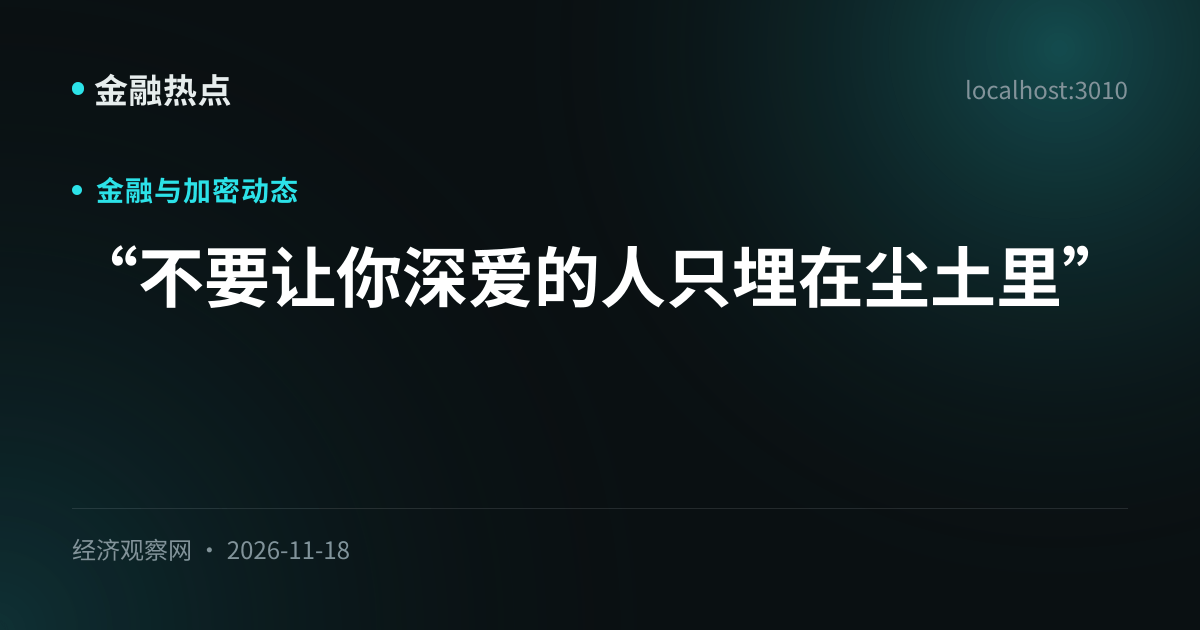 金融热点
localhost:3010
金融与加密动态
“不要让你深爱的人只埋在尘土里”
经济观察网 · 2026-11-18